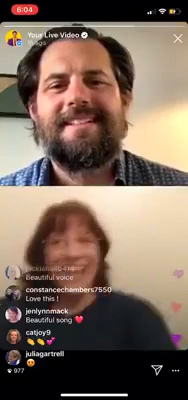 6:04
Your Live Video
Beautiful voice
constancechambers7550
Love this !
jenlynnmack
Beautiful song ❤️
catjoy9
👏👏💕
juliagartrell
😍
977